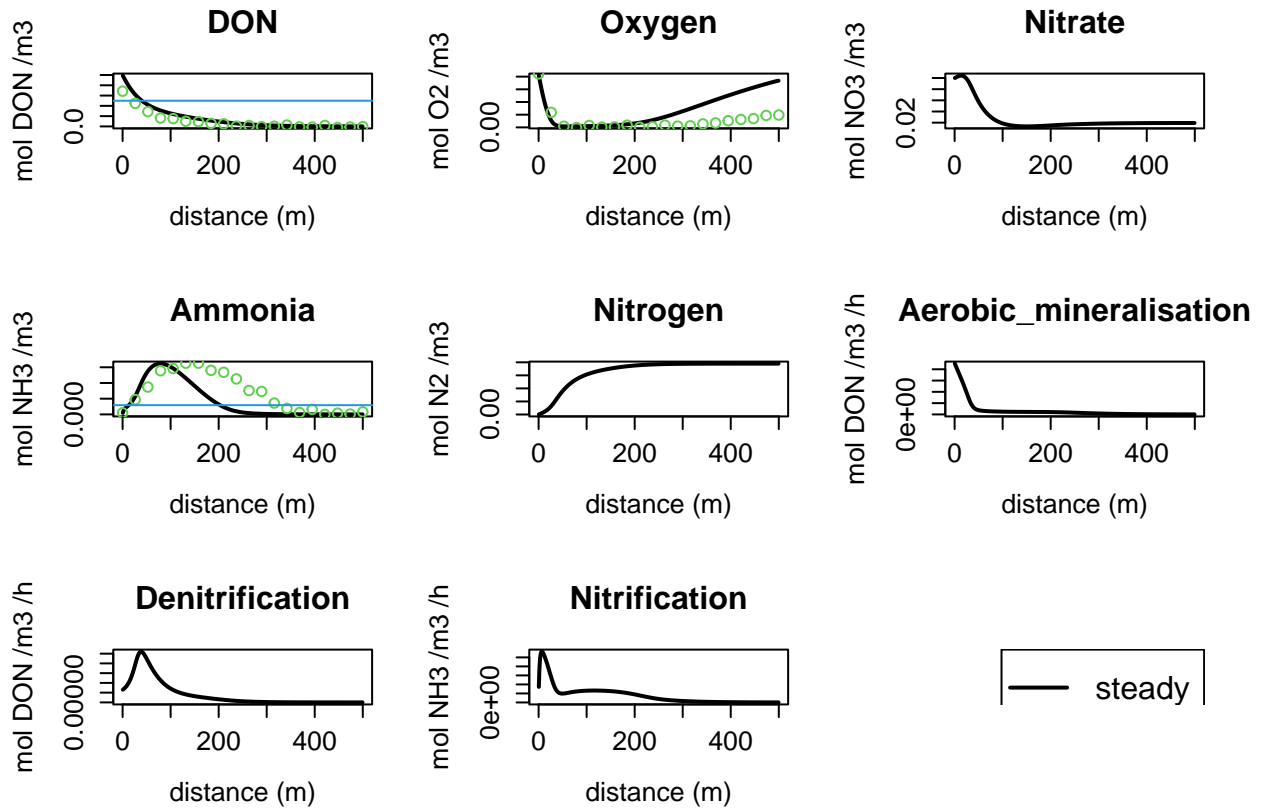 DON
mol DON /m3
0.0
0 200 400
distance (m)
Oxygen
mol O2 /m3
0.00
0 200 400
distance (m)
Nitrate
mol NO3 /m3
0.02
0 200 400
distance (m)
Ammonia
mol NH3 /m3
0.000
0 200 400
distance (m)
Nitrogen
mol N2 /m3
0.00
0 200 400
distance (m)
Aerobic_mineralisation
mol DON /m3 /h
0e+00
0 200 400
distance (m)
Denitrification
mol DON /m3 /h
0.000000
0 200 400
distance (m)
Nitrification
mol NH3 /m3 /h
0e+00
0 200 400
distance (m)
steady